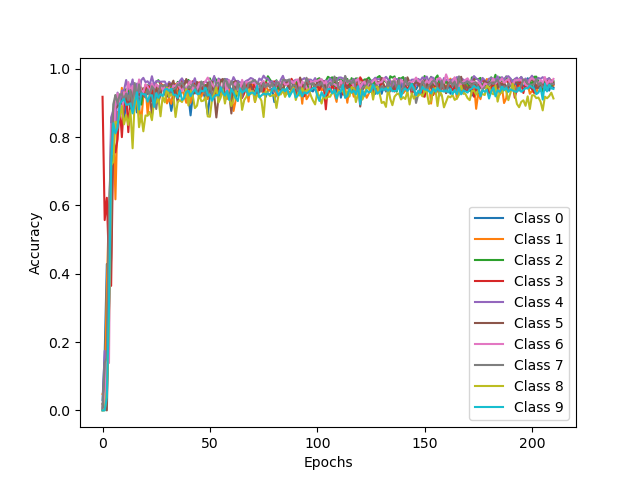 1.0
0.8
0.6
0.4
0.2
0.0
Accuracy
0
50
100
150
200
Epochs
Class 0
Class 1
Class 2
Class 3
Class 4
Class 5
Class 6
Class 7
Class 8
Class 9